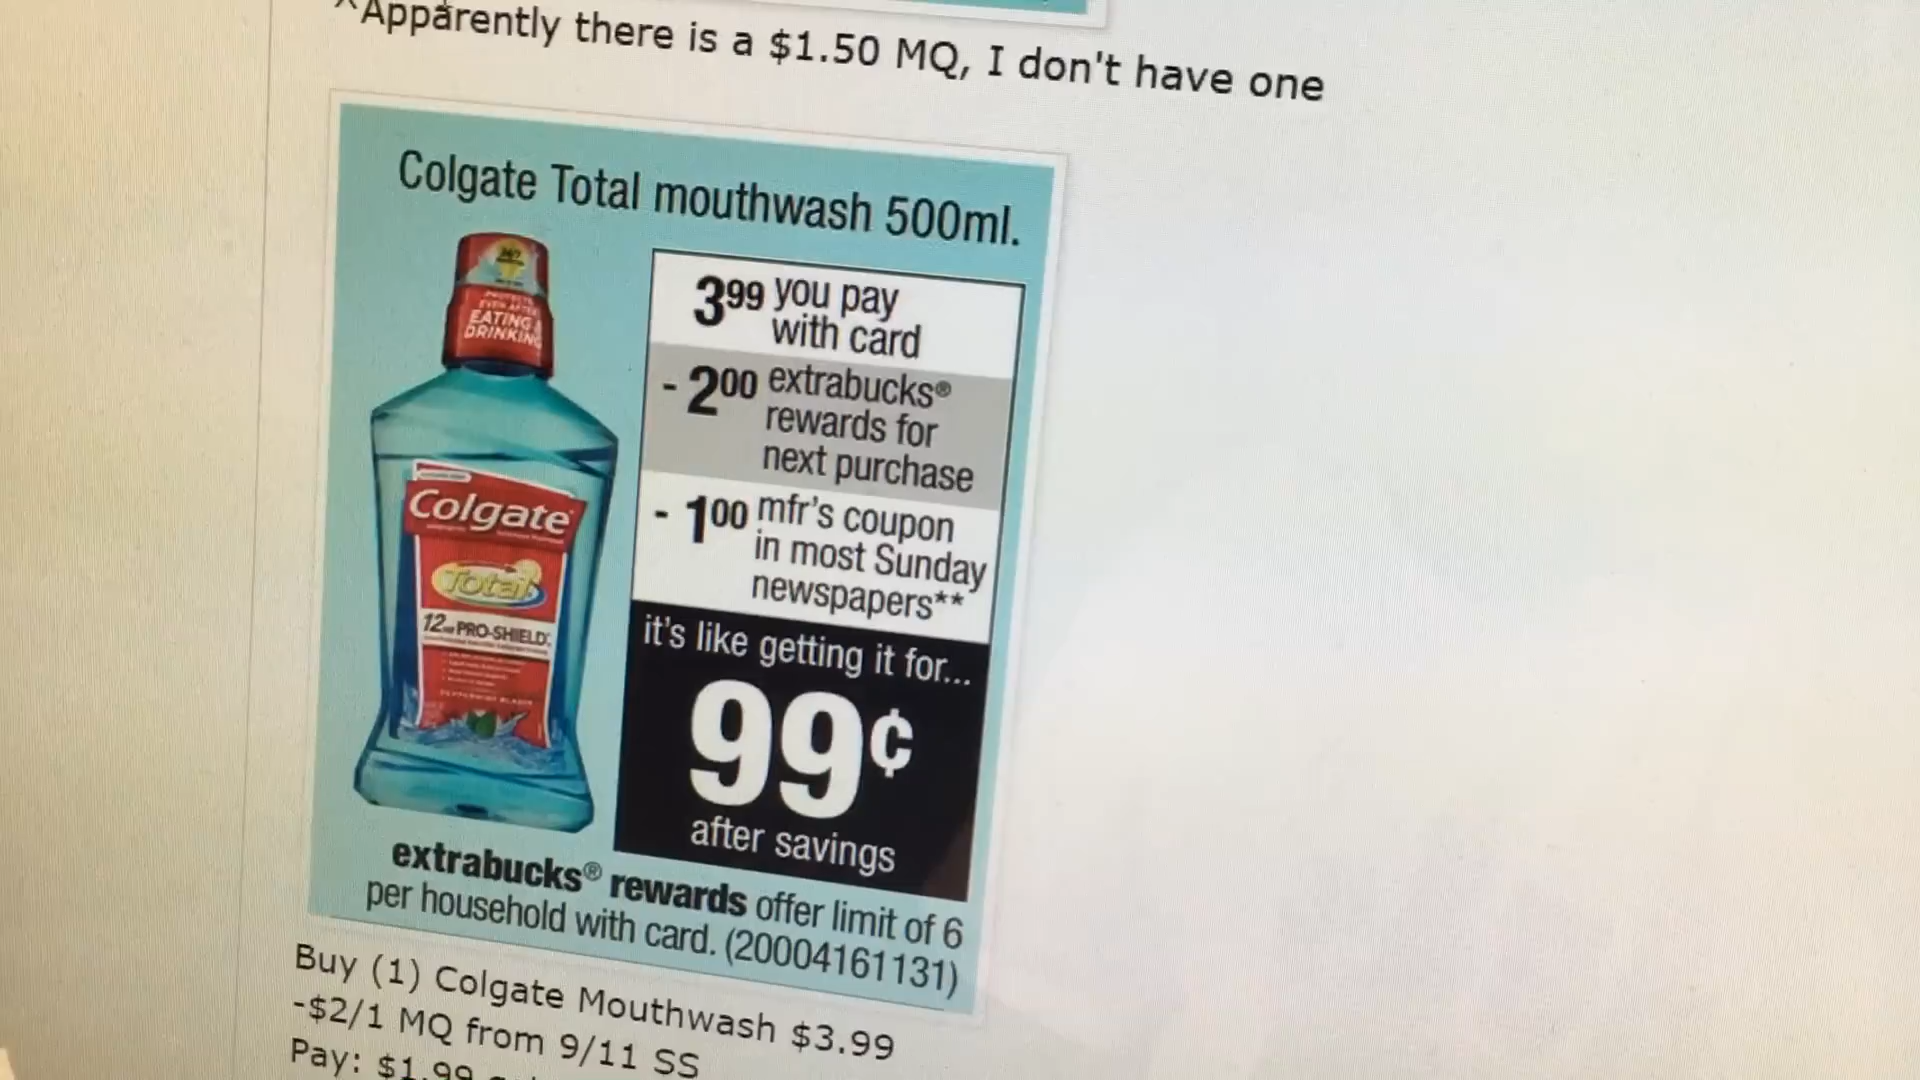 ^Apparently there is a $1.50 MQ, I don't have one
Colgate Total mouthwash 500ml.
EATING &
DRINKING
Colgate
Total
12HR PRO-SHIELD
3.99 you pay
with card
- 2.00 extrabucks®
rewards for
next purchase
- 1.00 mfr's coupon
in most Sunday
newspapers**
it's like getting it for...
99¢
after savings
extrabucks® rewards offer limit of 6
per household with card. (20004161131)
Buy (1) Colgate Mouthwash $3.99
-$2/1 MQ from 9/11 SS
Pay: $1.99